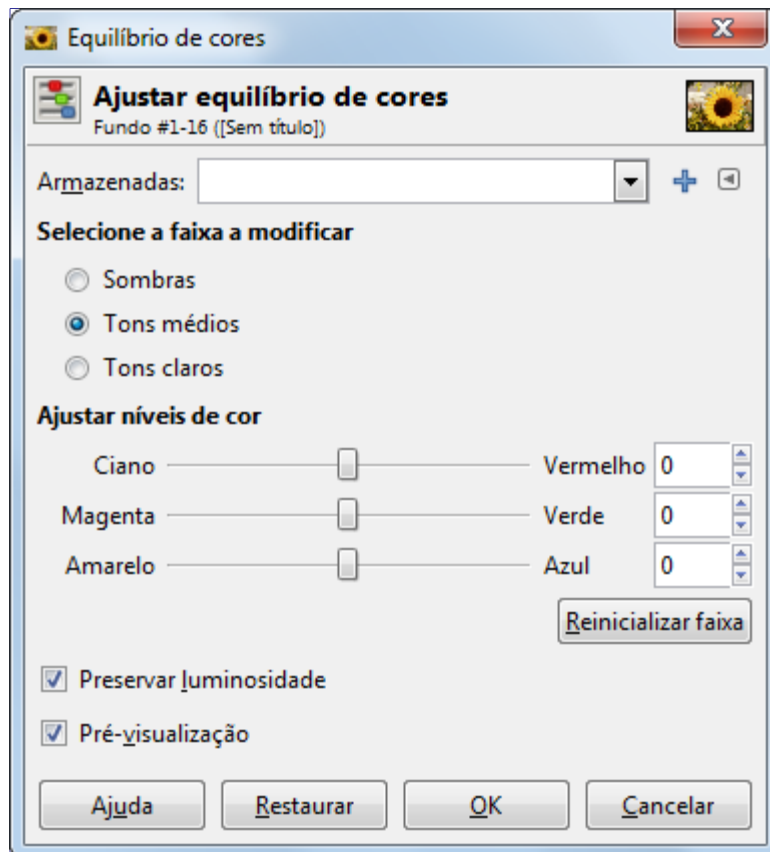 Equilíbrio de cores
Ajustar equilíbrio de cores
Fundo #1-16 ([Sem título])
Armazenadas:
Selecione a faixa a modificar
Sombras
Tons médios
Tons claros
Ajustar níveis de cor
Ciano Vermelho 0
Magenta Verde 0
Amarelo Azul 0
Reinicializar faixa
Preservar luminosidade
Pré-visualização
Ajuda Restaurar OK Cancelar